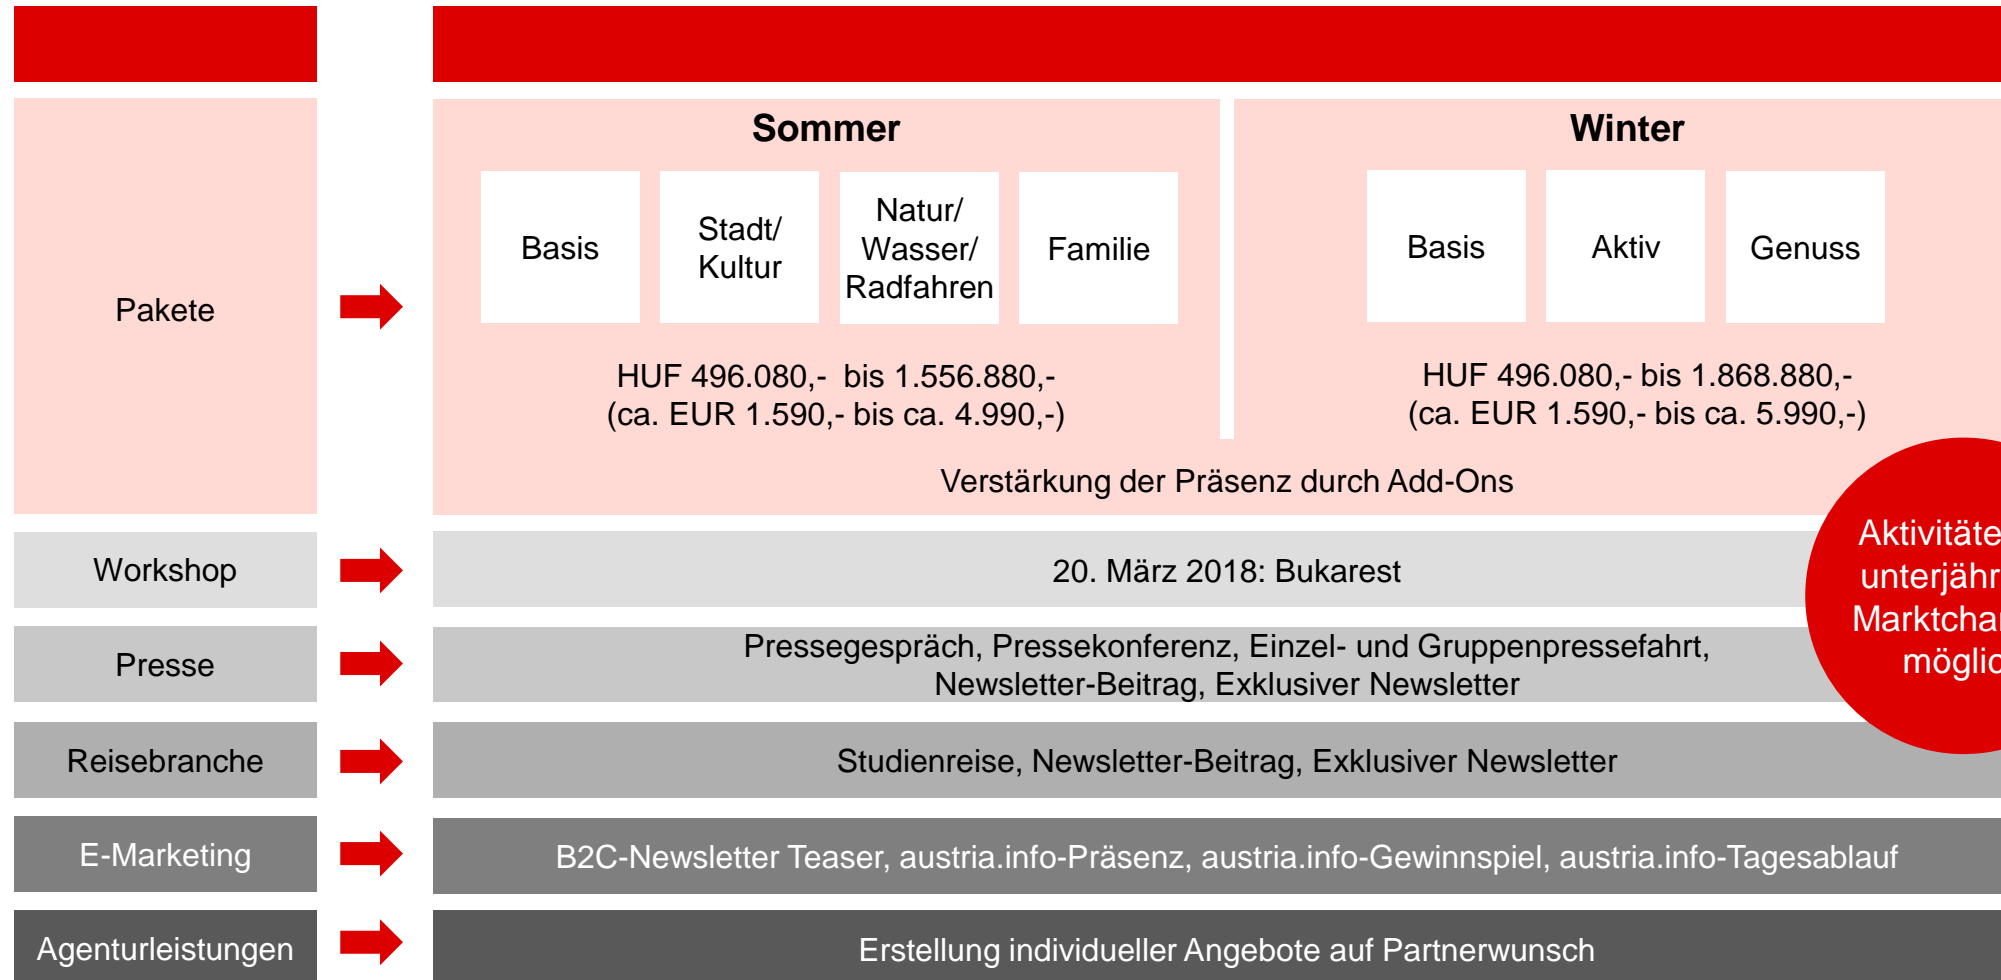 Sommer
Winter
Basis
Stadt/
Kultur
Natur/
Wasser/
Radfahren
Familie
Basis
Aktiv
Genuss
Pakete
HUF 496.080,- bis 1.556.880,-
(ca. EUR 1.590,- bis ca. 4.990,-)
HUF 496.080,- bis 1.868.880,-
(ca. EUR 1.590,- bis ca. 5.990,-)
Verstärkung der Präsenz durch Add-Ons
Workshop
20. März 2018: Bukarest
Presse
Pressegespräch, Pressekonferenz, Einzel- und Gruppenpressefahrt,
Newsletter-Beitrag, Exklusiver Newsletter
Reisebranche
Studienreise, Newsletter-Beitrag, Exklusiver Newsletter
E-Marketing
B2C-Newsletter Teaser, austria.info-Präsenz, austria.info-Gewinnspiel, austria.info-Tagesablauf
Agenturleistungen
Erstellung individueller Angebote auf Partnerwunsch